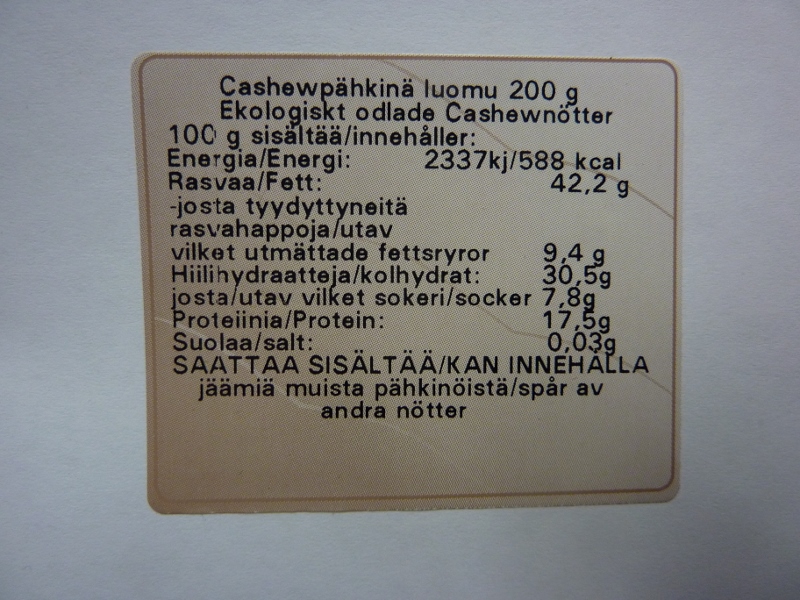 Cashewpähkinä luomu 200 g
Ekologiskt odlade Cashewnötter
100 g sisältää/innehåller:
Energia/Energi: 2337kj/588 kcal
Rasvaa/Fett: 42,2 g
-josta tyydyttyneitä
rasvahappoja/utav
vilket utmättade fettsryror 9,4 g
Hiilihydraatteja/kolhydrat: 30,5g
josta/utav vilket sokeri/socker 7,8g
Proteiinia/Protein: 17,5g
Suolaa/salt: 0,03g
SAATTAA SISÄLTÄÄ/KAN INNEHÅLLA
jäämiä muista pähkinöistä/spår av
andra nötter